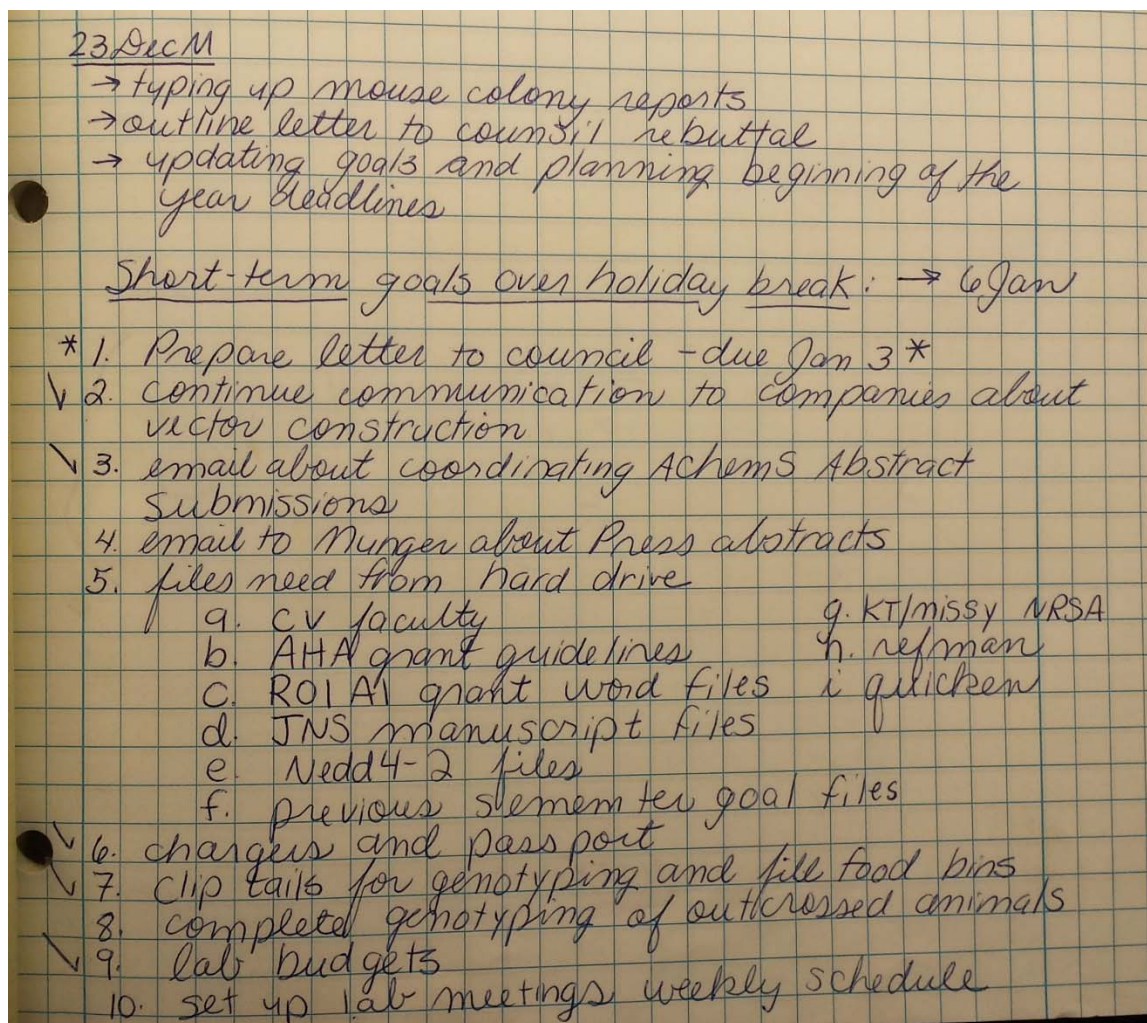 23 Dec M
→ typing up mouse colony reports
→ outline letter to council rebuttal
→ updating goals and planning beginning of the
year deadlines
Short-term goals over holiday break: → 6 Jan
* 1. Prepare letter to council - due Jan 3 *
✓ 2. continue communication to companies about
vector construction
✓ 3. email about coordinating AChemS Abstract
Submissions
4. email to Munger about Press abstracts
5. files need from hard drive
a. CV faculty
b. AHA grant guidelines
c. RO1 A1 grant word files
d. JNS manuscript files
e. Nedd4-2 files
f. previous semember goal files
g. KT/missy NRSA
h. refman
i quicken
✓ 6. chargers and passport
✓ 7. clip tails for genotyping and file food bins
8. complete genotyping of outcrossed animals
✓ 9. lab budgets
10. set up lab meetings weekly schedule